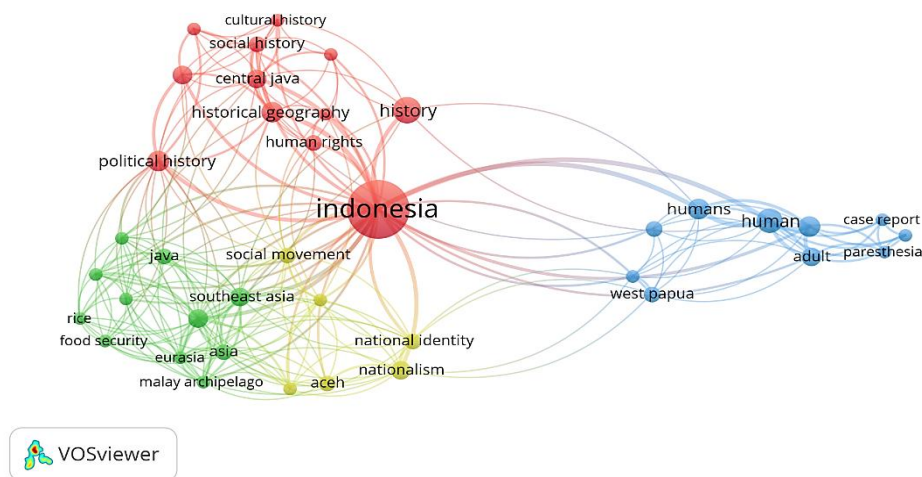 cultural history
social history
central java
historical geography
history
human rights
political history
indonesia
humans
human
case report
adult
paresthesia
java
social movement
southeast asia
west papua
rice
food security
national identity
eurasia
asia
nationalism
malay archipelago
aceh
VOSviewer